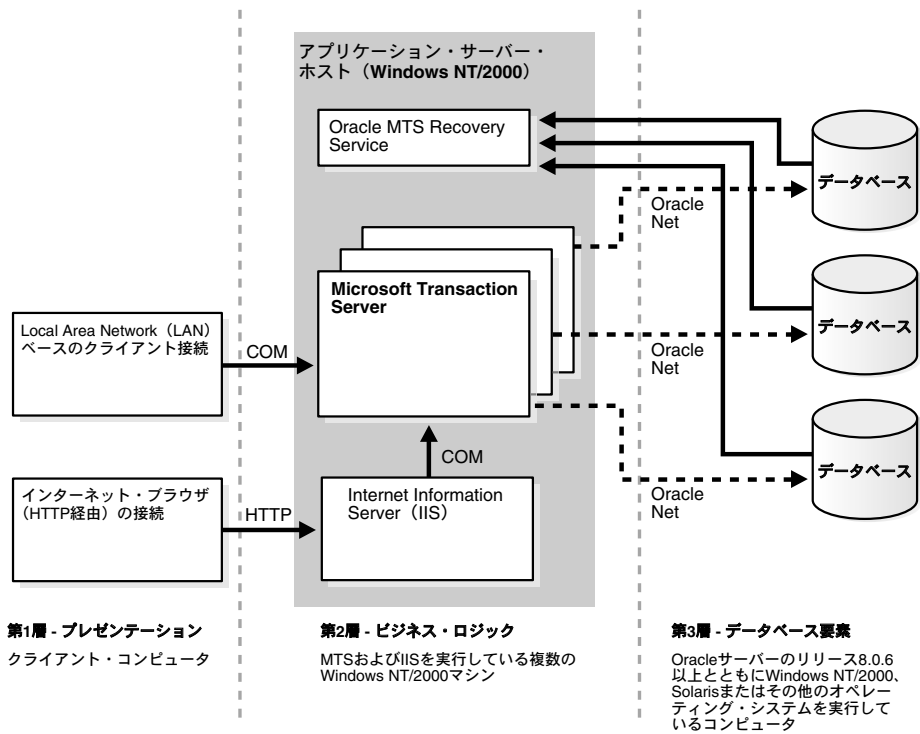 アプリケーション・サーバー・
ホスト（Windows NT/2000）
Oracle MTS Recovery
Service
データベース
Oracle
Net
Microsoft Transaction
Server
Local Area Network（LAN）
ベースのクライアント接続
COM
データベース
Oracle
Net
COM
データベース
Oracle
Net
インターネット・ブラウザ
（HTTP経由）の接続
HTTP
Internet Information
Server（IIS）
第1層 - プレゼンテーション
クライアント・コンピュータ
第2層 - ビジネス・ロジック
MTSおよびIISを実行している複数の
Windows NT/2000マシン
第3層 - データベース要素
Oracleサーバーのリリース8.0.6
以上とともにWindows NT/2000、
Solarisまたはその他のオペレー
ティング・システムを実行して
いるコンピュータ